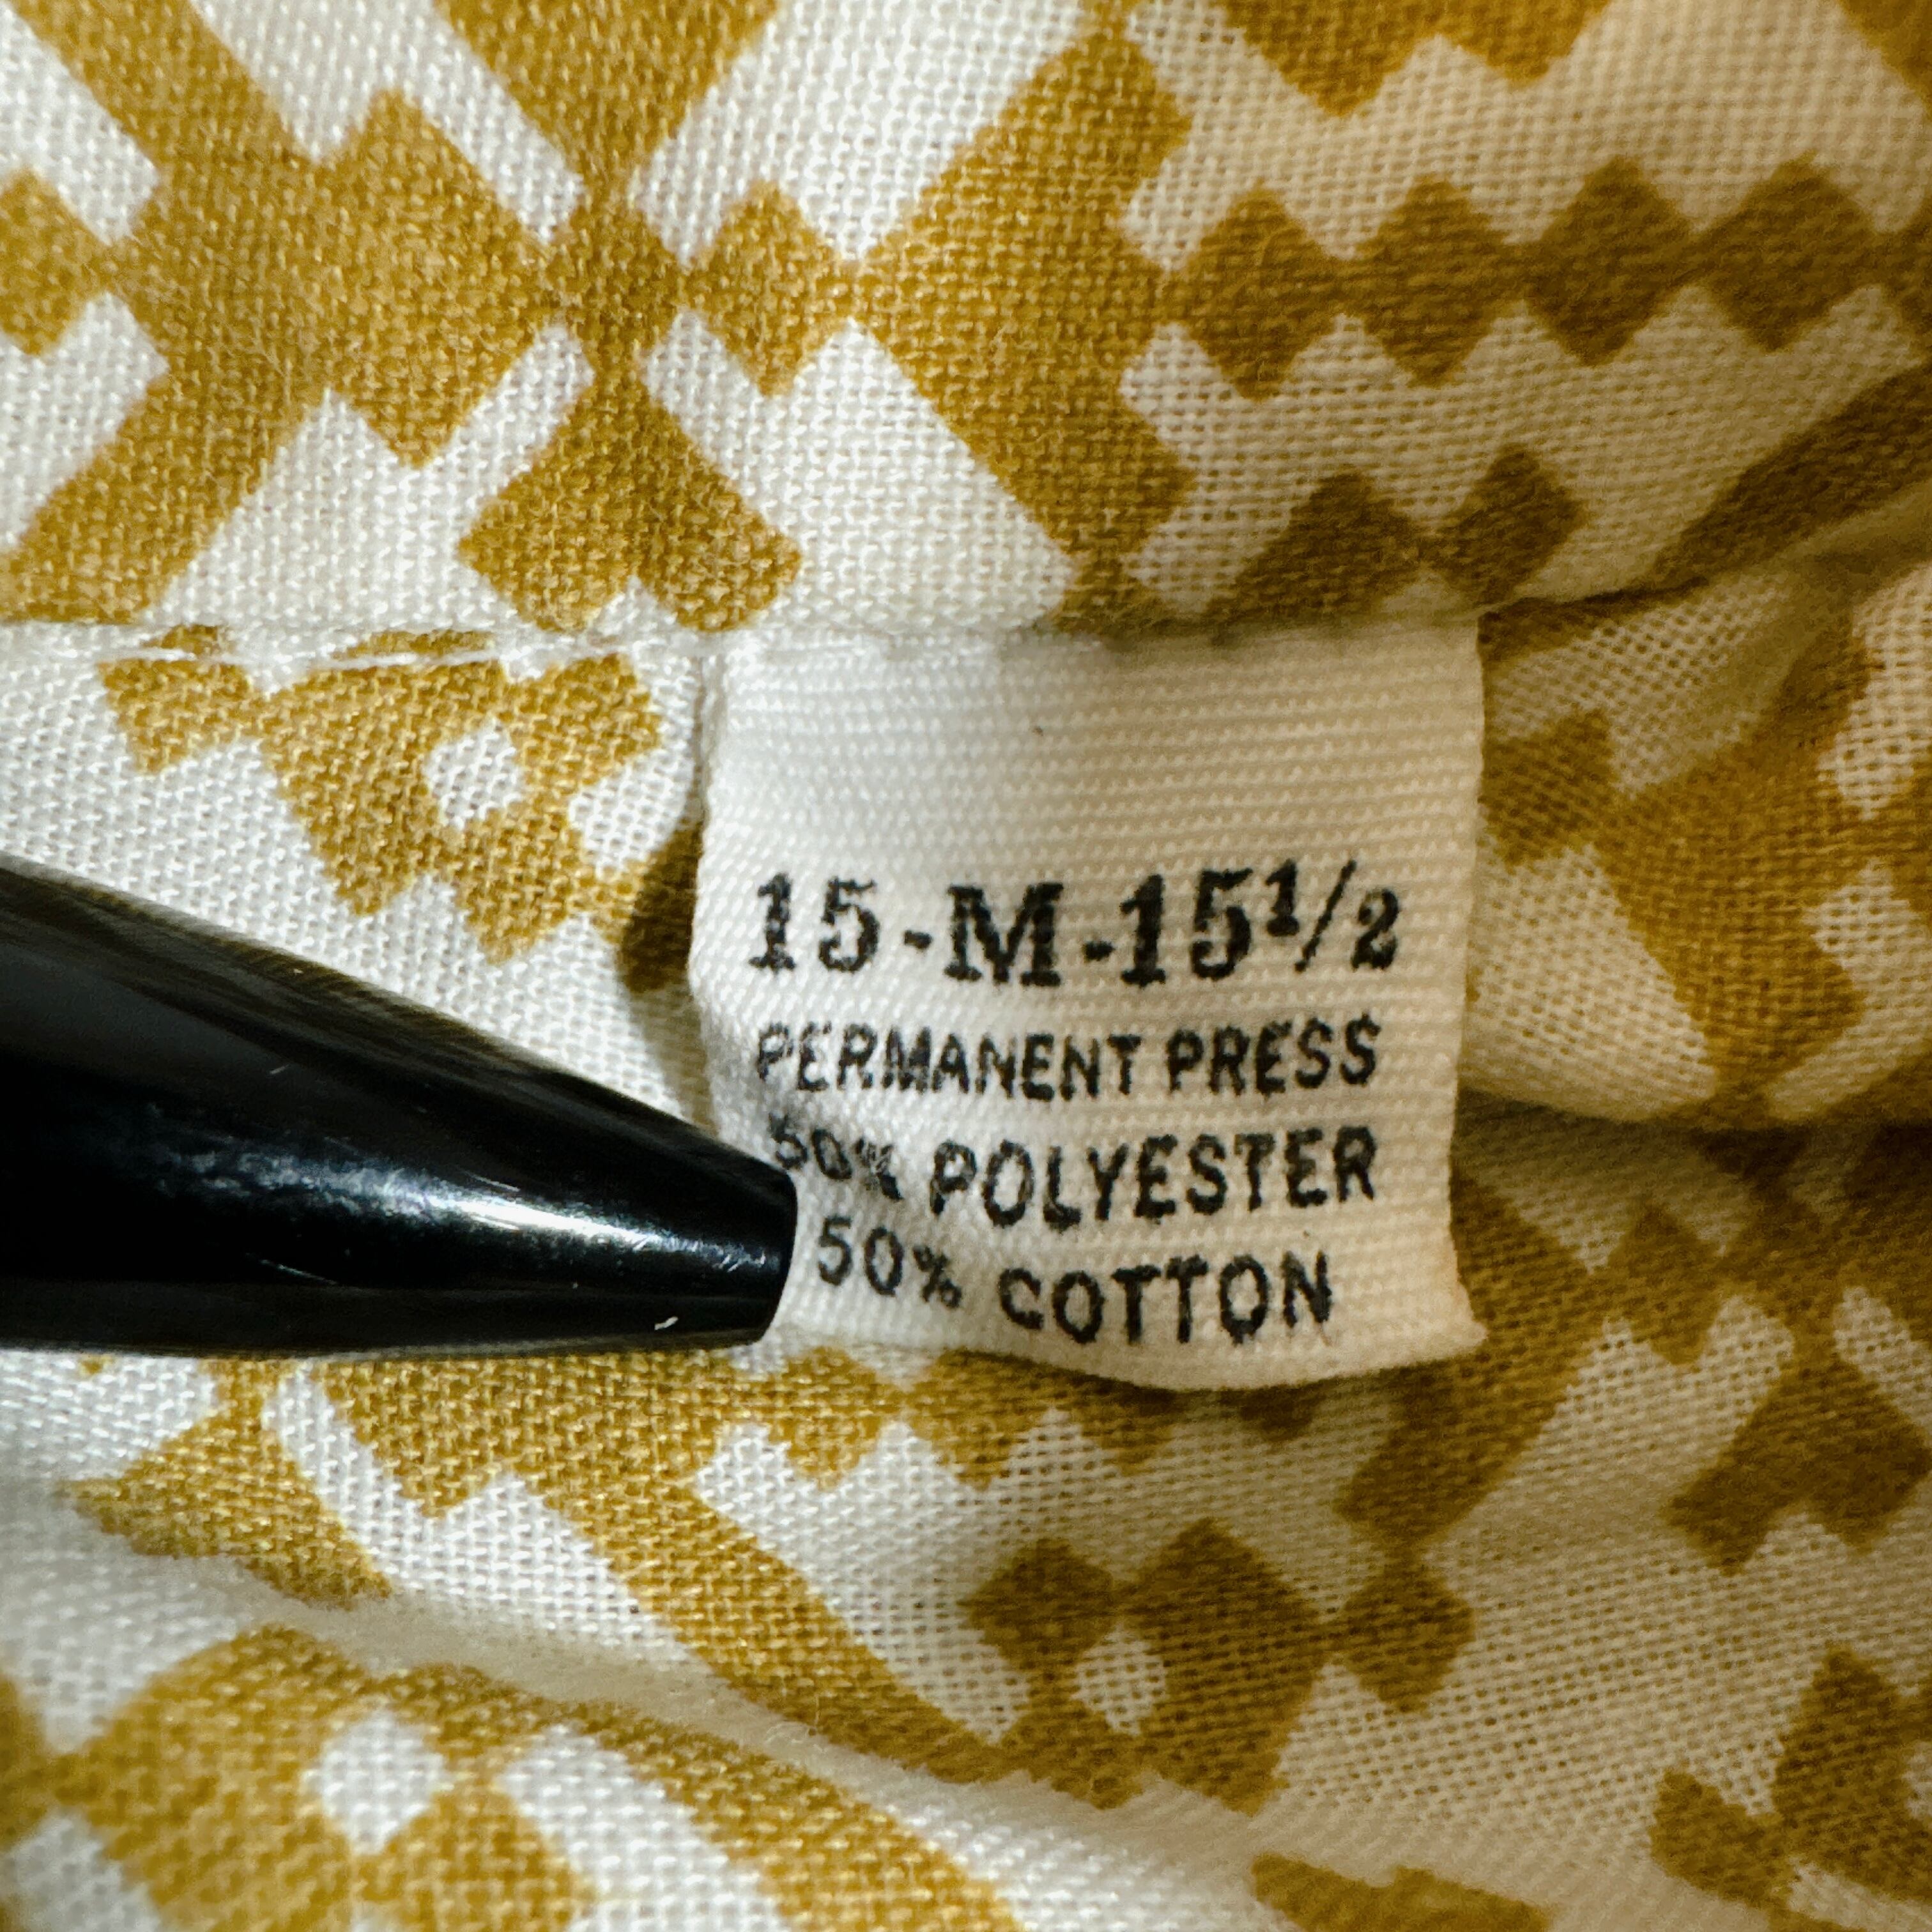 15-M-15½
PERMANENT PRESS
50% POLYESTER
50% COTTON